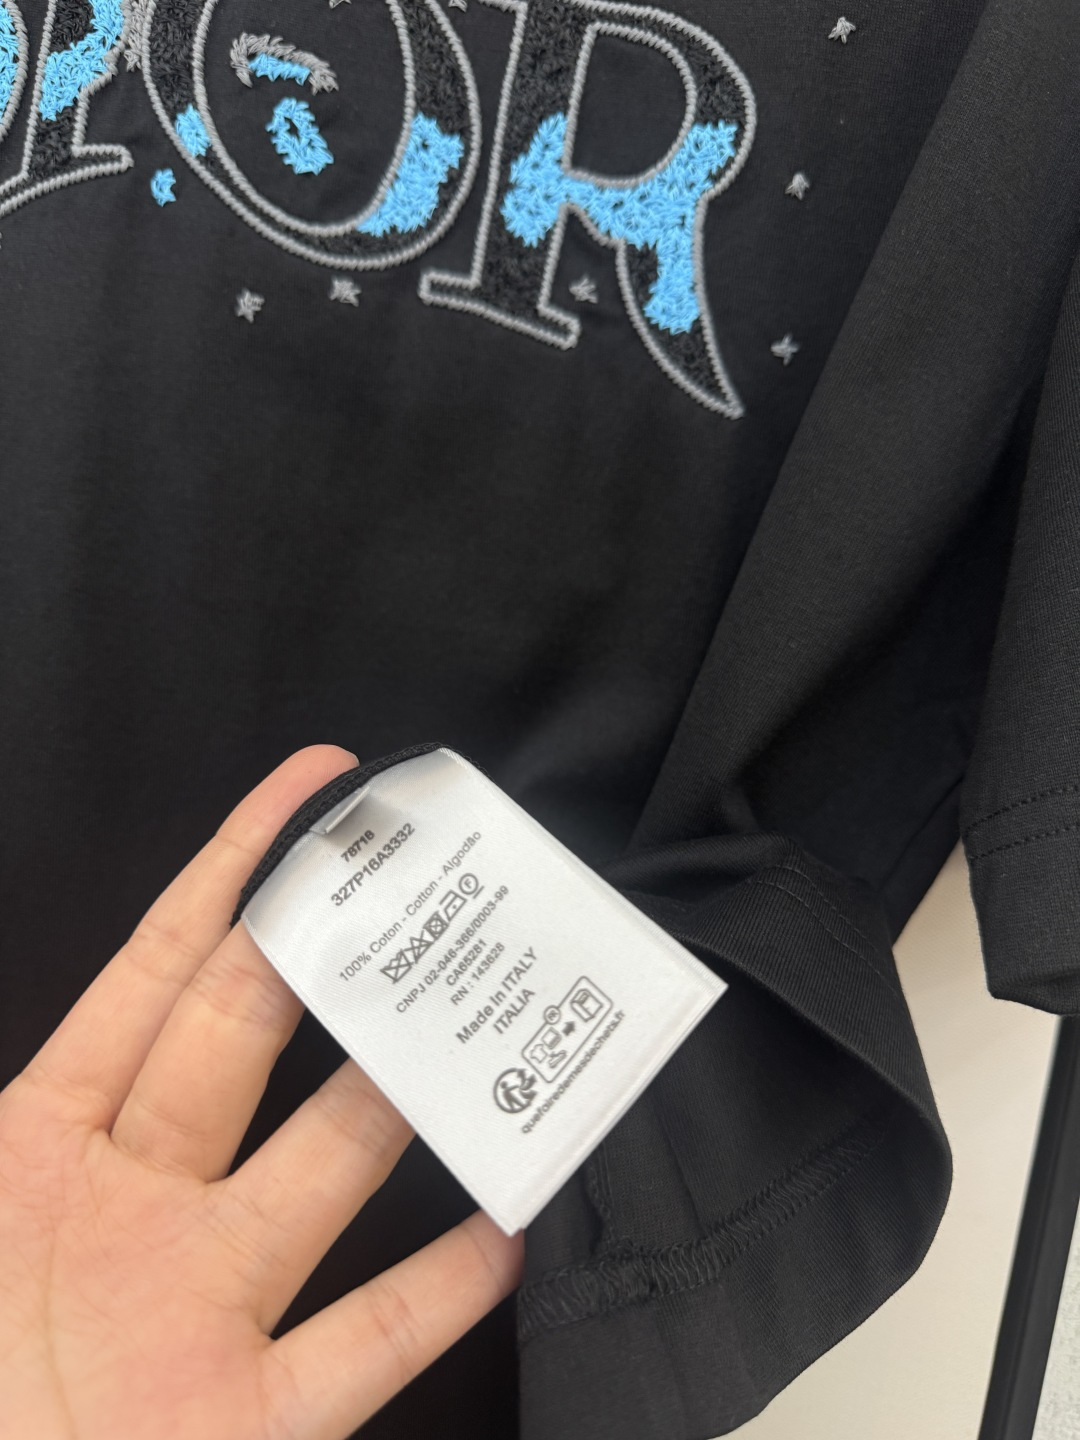 DIOR
78718
327P16A3332
100% Coton - Cotton - Algodão
CNPJ 02-046-366/0003-99
CA65281
RN : 143628
Made in ITALY
ITALIA
quefairedemesdechets.fr